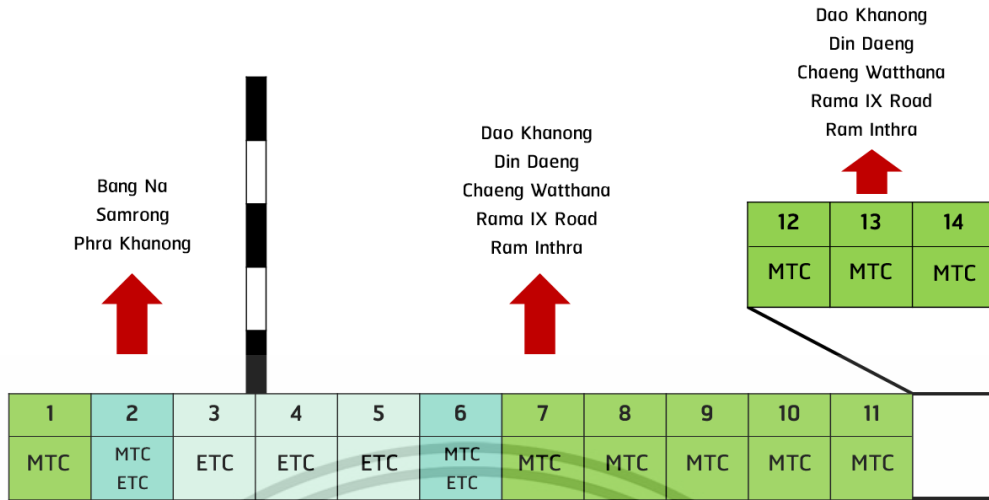 Dao Khanong
Din Daeng
Chaeng Watthana
Rama IX Road
Ram Inthra
Dao Khanong
Din Daeng
Chaeng Watthana
Rama IX Road
Ram Inthra
Bang Na
Samrong
Phra Khanong
12 13 14
MTC MTC MTC
1 2 3 4 5 6 7 8 9 10 11
MTC MTC ETC ETC ETC ETC MTC ETC MTC MTC MTC MTC MTC